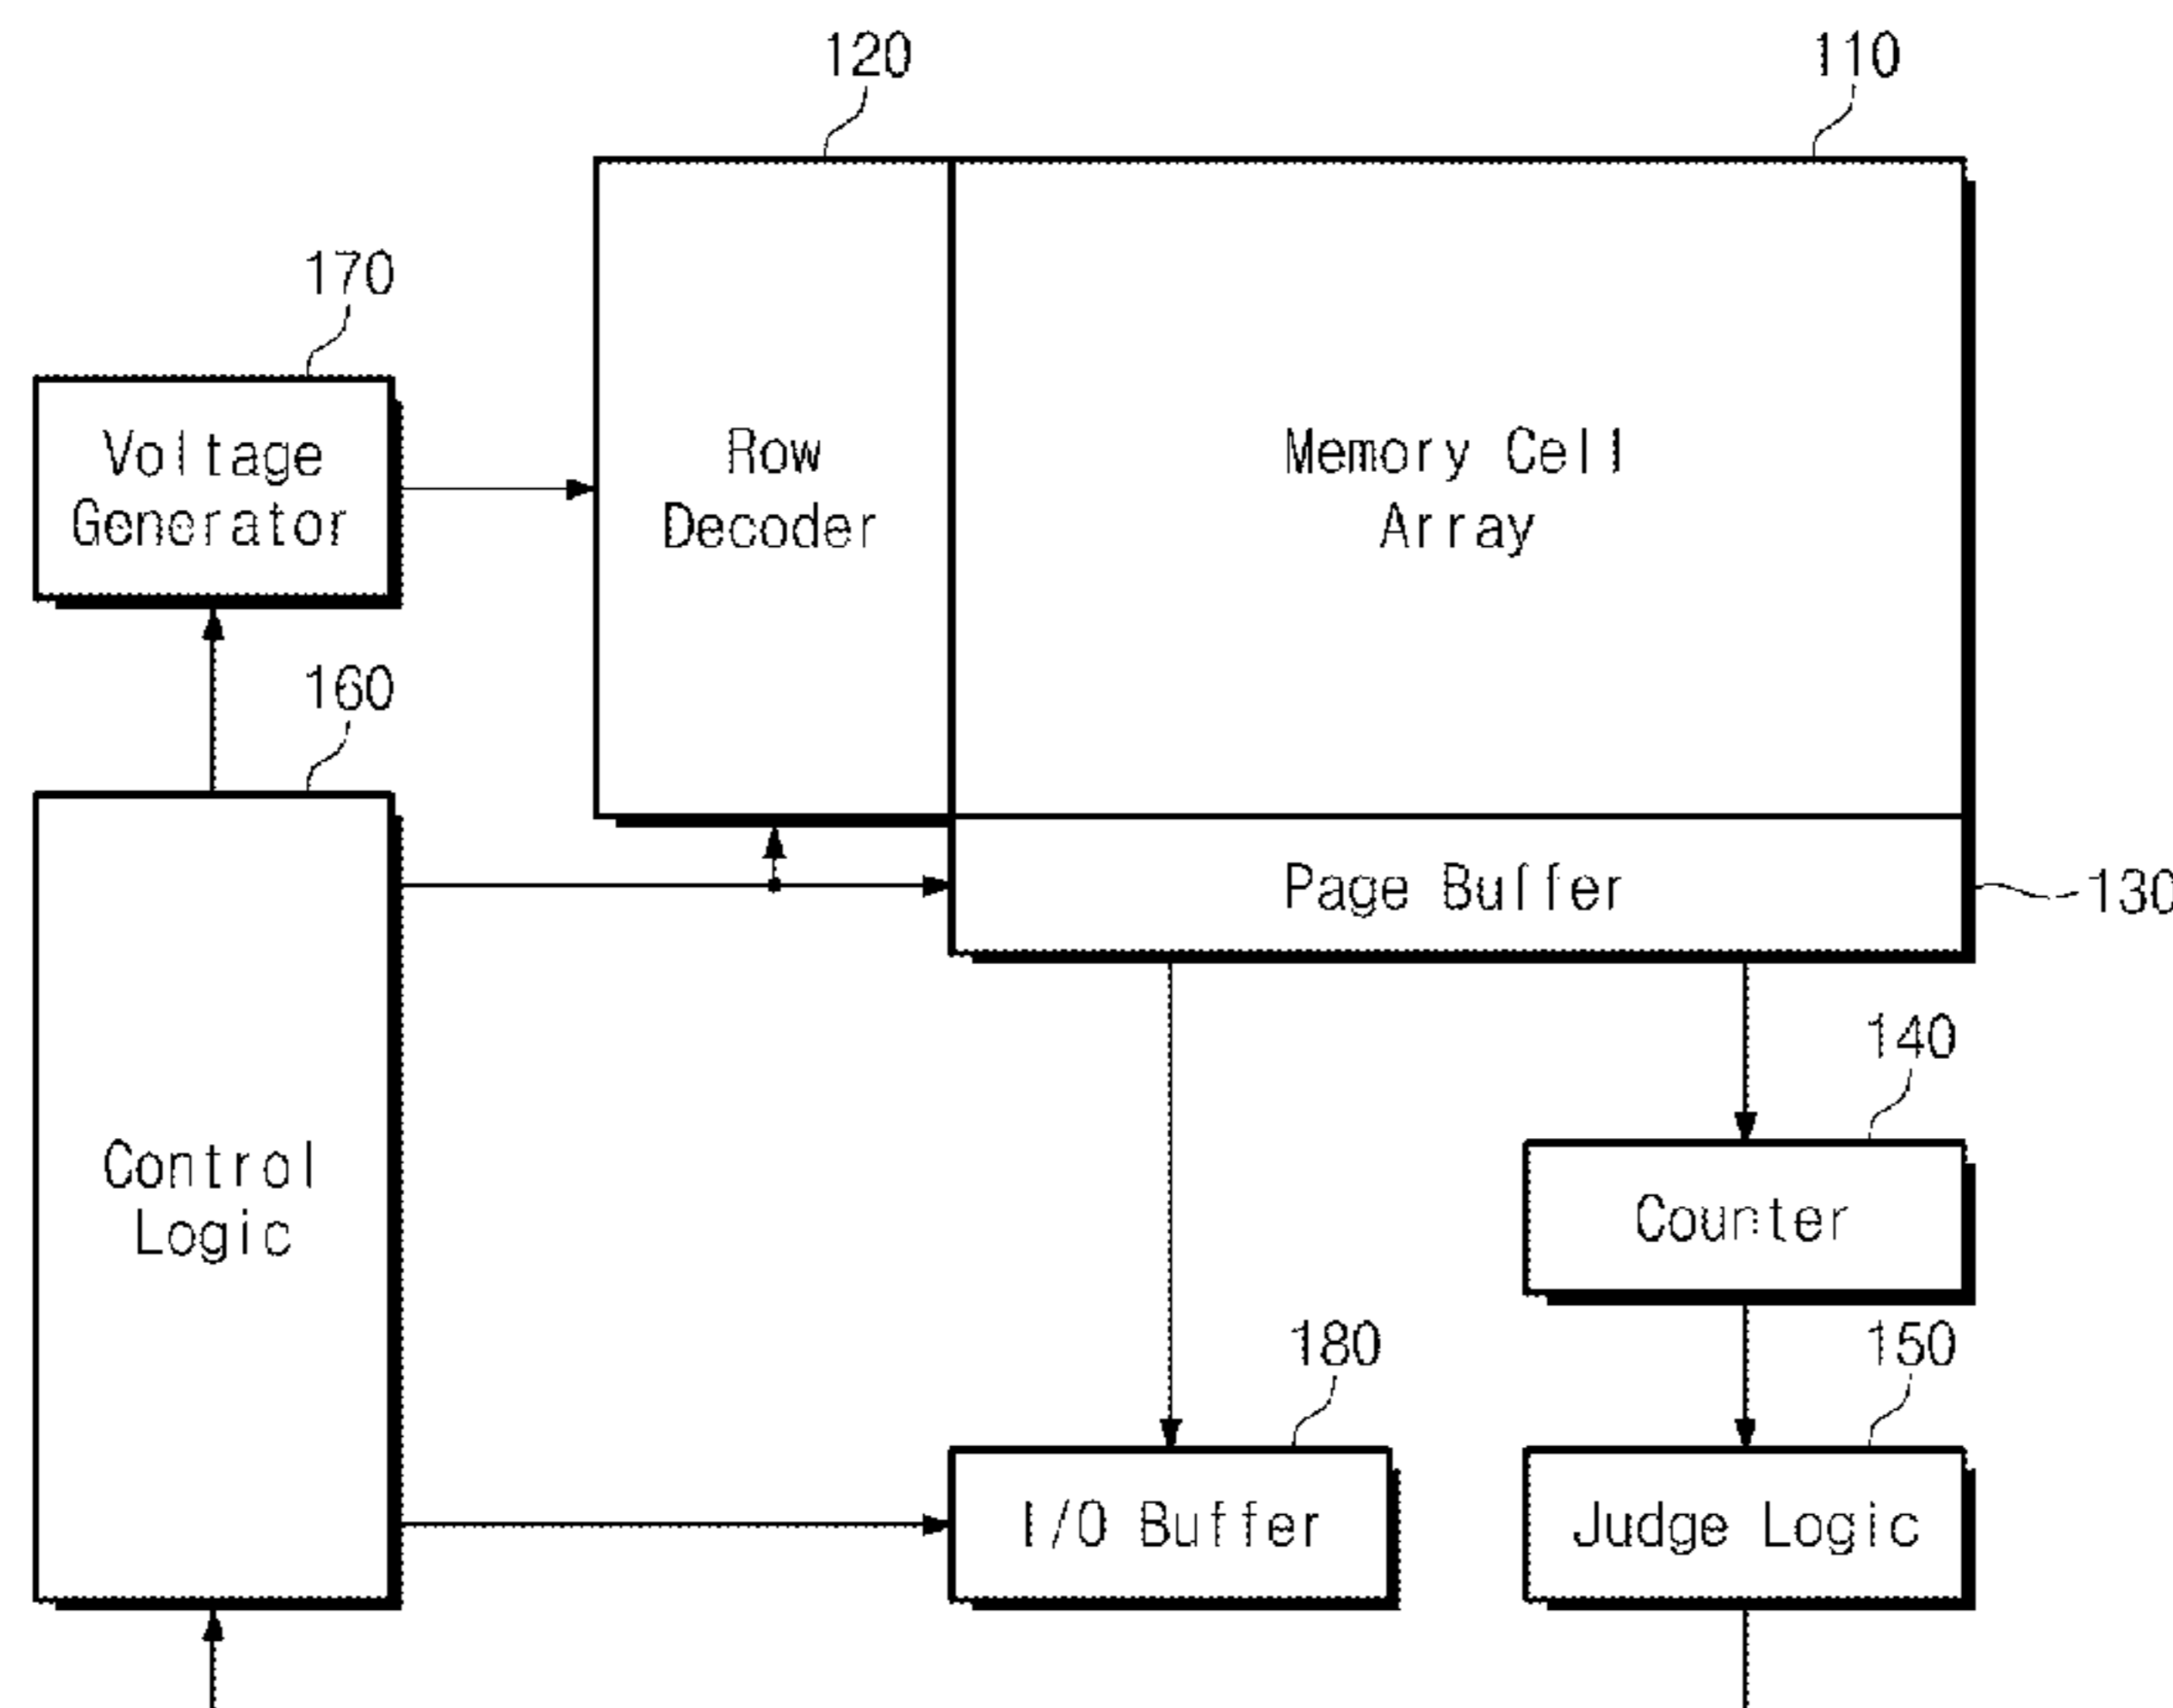 120
110
170
Voltage
Generator
Row
Decoder
Memory Cell
Array
160
Page Buffer
130
140
Control
Logic
Counter
180
150
I/O Buffer
Judge Logic